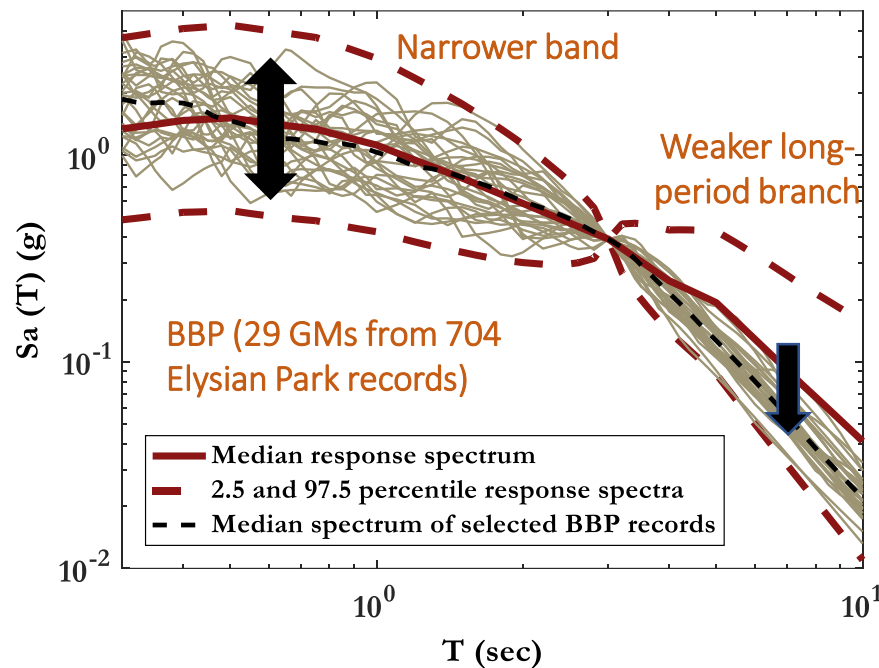 Narrower band
Weaker long-
period branch
10^0
Sa (T) (g)
BBP (29 GMs from 704
Elysian Park records)
10^-1
Median response spectrum
2.5 and 97.5 percentile response spectra
Median spectrum of selected BBP records
10^-2
10^0
10^1
T (sec)